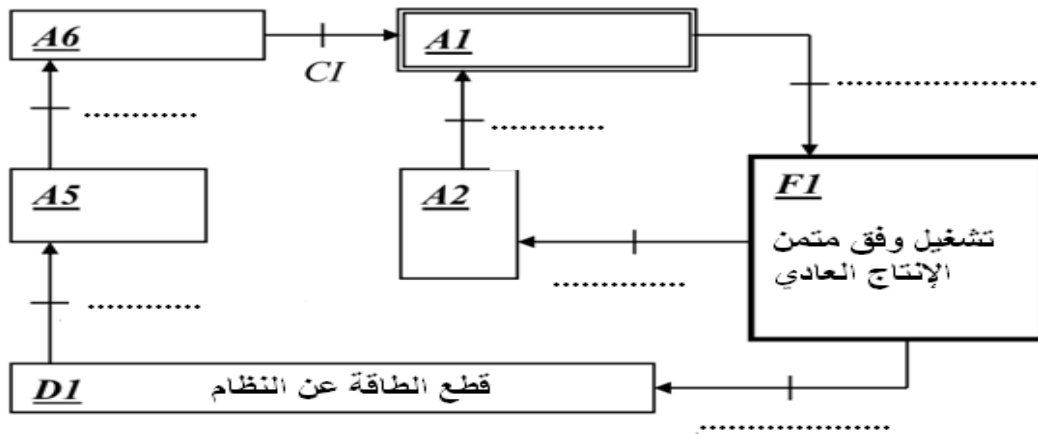 A6
A1
CI
...........
.......................
...........
A5
A2
F1
تشغيل وفق متمن
الإنتاج العادي
...........
.............
D1
قطع الطاقة عن النظام
...................